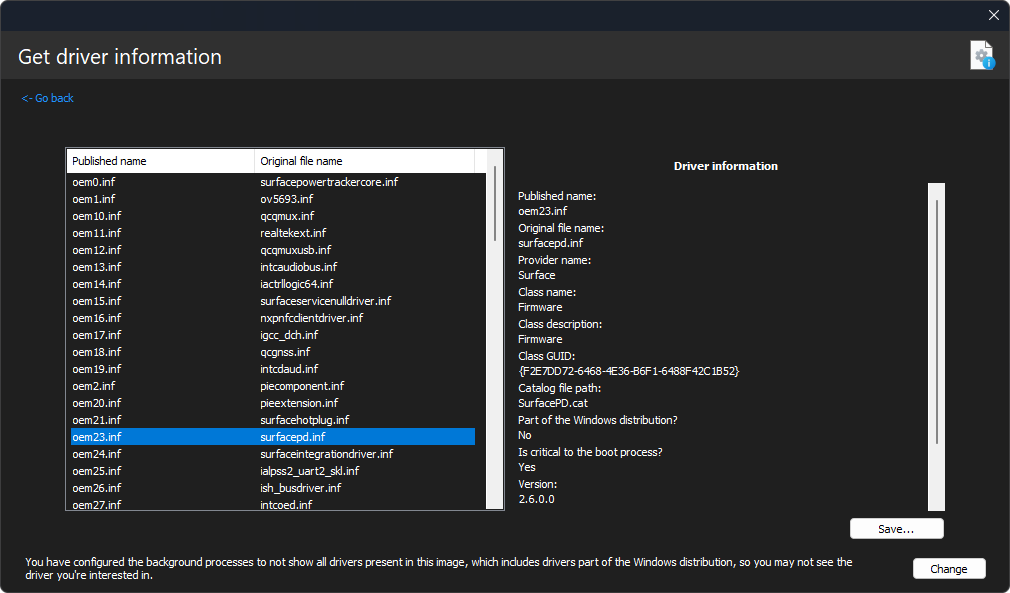 Get driver information
<- Go back
Published name Original file name
oem0.inf surfacepowertrackercore.inf
oem1.inf ov5693.inf
oem10.inf qcqmux.inf
oem11.inf realtekext.inf
oem12.inf qcqmuxusb.inf
oem13.inf intcaudiobus.inf
oem14.inf iactrllogic64.inf
oem15.inf surfaceservicenulldriver.inf
oem16.inf nxpnfcclientdriver.inf
oem17.inf igcc_dch.inf
oem18.inf qcgnss.inf
oem19.inf intcdaud.inf
oem2.inf piecomponent.inf
oem20.inf pieextension.inf
oem21.inf surfacehotplug.inf
oem23.inf surfacepd.inf
oem24.inf surfaceintegrationdriver.inf
oem25.inf ialpss2_uart2_skl.inf
oem26.inf ish_busdriver.inf
oem27.inf intcoed.inf
Driver information
Published name:
oem23.inf
Original file name:
surfacepd.inf
Provider name:
Surface
Class name:
Firmware
Class description:
Firmware
Class GUID:
{F2E7DD72-6468-4E36-B6F1-6488F42C1B52}
Catalog file path:
SurfacePD.cat
Part of the Windows distribution?
No
Is critical to the boot process?
Yes
Version:
2.6.0.0
Save...
You have configured the background processes to not show all drivers present in this image, which includes drivers part of the Windows distribution, so you may not see the
driver you're interested in.
Change